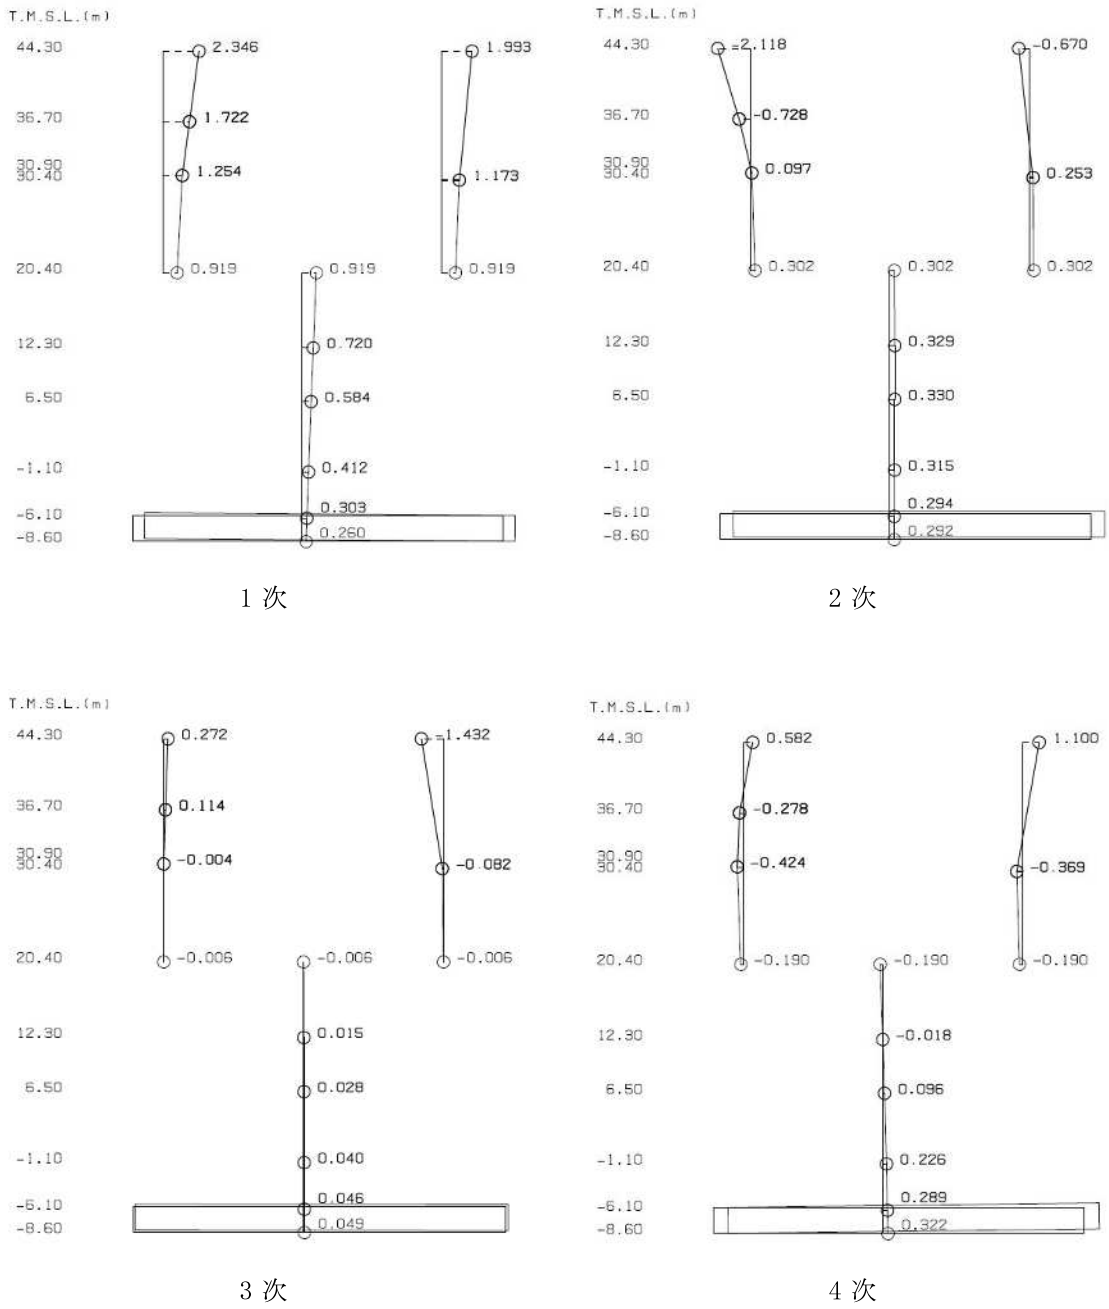 T.M.S.L.(m)
44.30 2.346 1.993
36.70 1.722
30.90 1.254
30.40 1.173
20.40 0.919 0.919 0.919
12.30 0.720
6.50 0.584
-1.10 0.412
-6.10 0.303
-8.60 0.260
1次
T.M.S.L.(m)
44.30 -2.118 -0.670
36.70 -0.728
30.90 0.097
30.40 0.253
20.40 0.302 0.302 0.302
12.30 0.329
6.50 0.330
-1.10 0.315
-6.10 0.294
-8.60 0.292
2次
T.M.S.L.(m)
44.30 0.272 -1.432
36.70 0.114
30.90 -0.004
30.40 -0.082
20.40 -0.006 -0.006 -0.006
12.30 0.015
6.50 0.028
-1.10 0.040
-6.10 0.046
-8.60 0.049
3次
T.M.S.L.(m)
44.30 0.582 1.100
36.70 -0.278
30.90 -0.424
30.40 -0.369
20.40 -0.190 -0.190 -0.190
12.30 -0.018
6.50 0.096
-1.10 0.226
-6.10 0.289
-8.60 0.322
4次